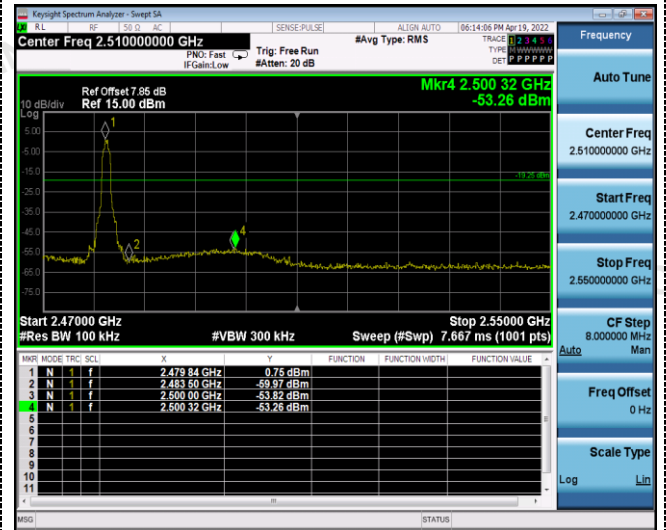 Keysight Spectrum Analyzer - Swept SA
RL RF 50 Ω AC SENSE:PULSE ALIGN AUTO 06:14:06 PM Apr 19, 2022
Center Freq 2.510000000 GHz #Avg Type: RMS TRACE 1 2 3 4 5 6
PNO: Fast Trig: Free Run TYPE M
IFGain:Low #Atten: 20 dB DET P P P P P P
Frequency
Auto Tune
Mkr4 2.500 32 GHz
-53.26 dBm
Ref Offset 7.85 dB
10 dB/div Ref 15.00 dBm
Log
5.00
-5.00
-15.0
-25.0
-35.0
-45.0
-55.0
-65.0
-75.0
1
2
4
-19.25 dBm
Start 2.47000 GHz Stop 2.55000 GHz
#Res BW 100 kHz #VBW 300 kHz Sweep (#Swp) 7.667 ms (1001 pts)
MKR MODE TRC SCL X Y FUNCTION FUNCTION WIDTH FUNCTION VALUE
1 N 1 f 2.479 84 GHz 0.75 dBm
2 N 1 f 2.483 50 GHz -59.97 dBm
3 N 1 f 2.500 00 GHz -53.82 dBm
4 N 1 f 2.500 32 GHz -53.26 dBm
5
6
7
8
9
10
11
MSG STATUS
Center Freq
2.510000000 GHz
Start Freq
2.470000000 GHz
Stop Freq
2.550000000 GHz
CF Step
8.000000 MHz
Auto Man
Freq Offset
0 Hz
Scale Type
Log Lin